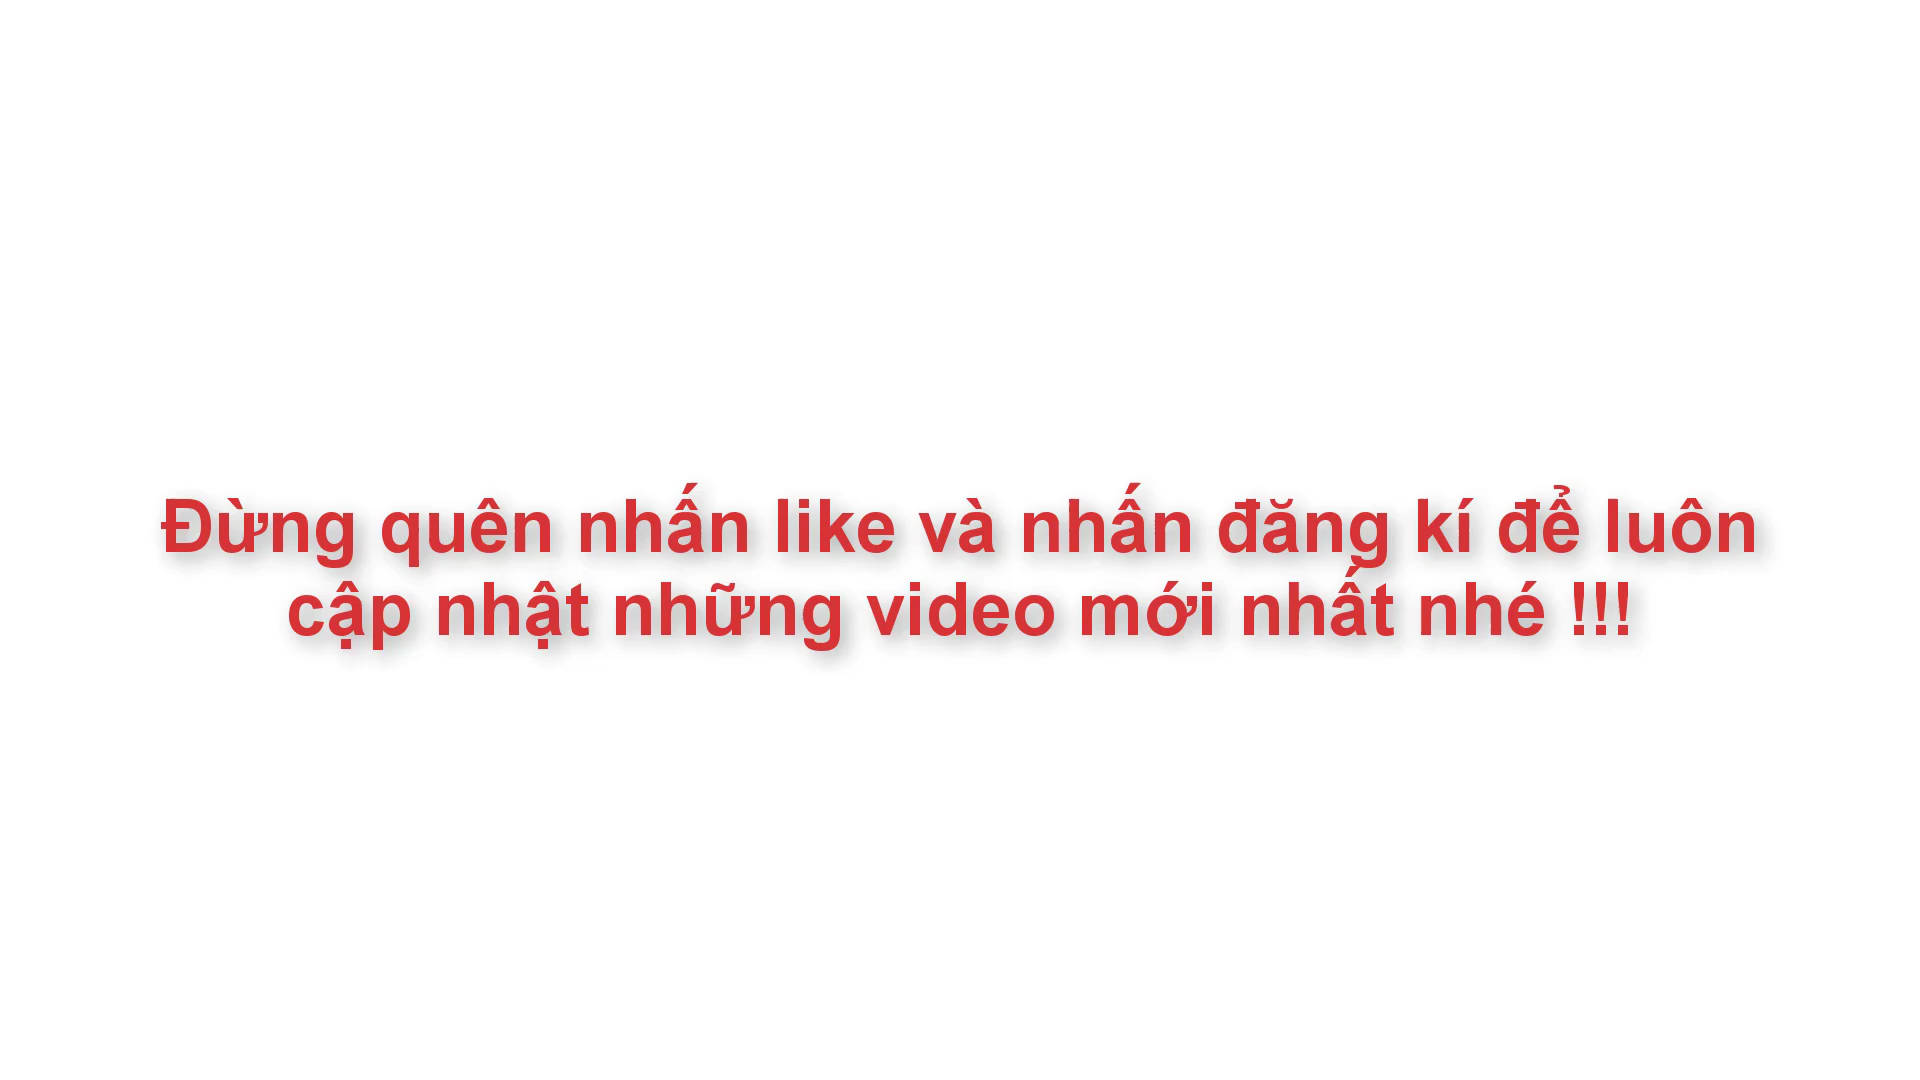 Đừng quên nhấn like và nhấn đăng kí để luôn
cập nhật những video mới nhất nhé !!!